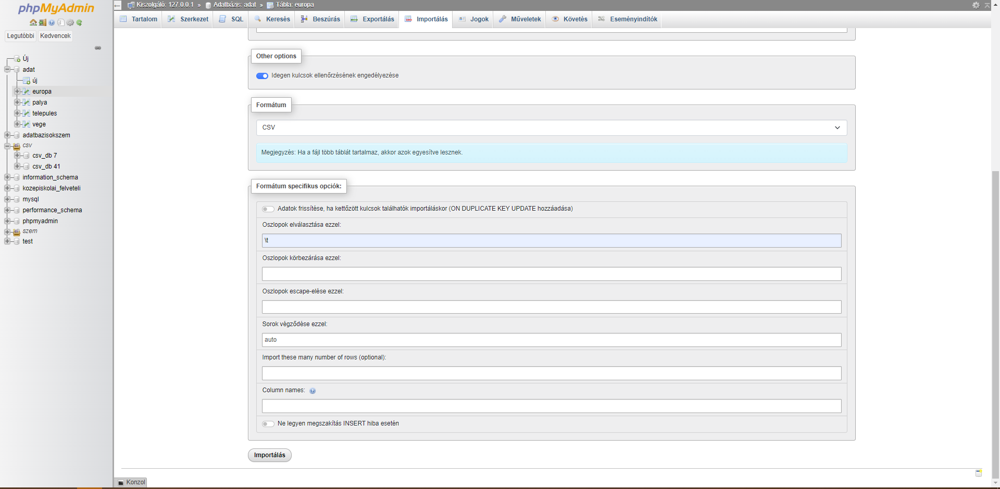 phpMyAdmin
Legutóbbi Kedvencek
Új
adat
új
europa
palya
telepules
vege
adatbazisokszem
csv
csv_db 7
csv_db 41
information_schema
kozepiskolai_felveteli
mysql
performance_schema
phpmyadmin
szem
test
Kiszolgáló: 127.0.0.1 » Adatbázis: adat » Tábla: europa
Tartalom Szerkezet SQL Keresés Beszúrás Exportálás Importálás Jogok Műveletek Követés Eseményindítók
Other options
Idegen kulcsok ellenőrzésének engedélyezése
Formátum
CSV
Megjegyzés: Ha a fájl több táblát tartalmaz, akkor azok egyesítve lesznek.
Formátum specifikus opciók:
Adatok frissítése, ha kettőzött kulcsok találhatók importáláskor (ON DUPLICATE KEY UPDATE hozzáadása)
Oszlopok elválasztása ezzel:
\t
Oszlopok körbezárása ezzel:
Oszlopok escape-elése ezzel:
Sorok végződése ezzel:
auto
Import these many number of rows (optional):
Column names:
Ne legyen megszakítás INSERT hiba esetén
Importálás
Konzol